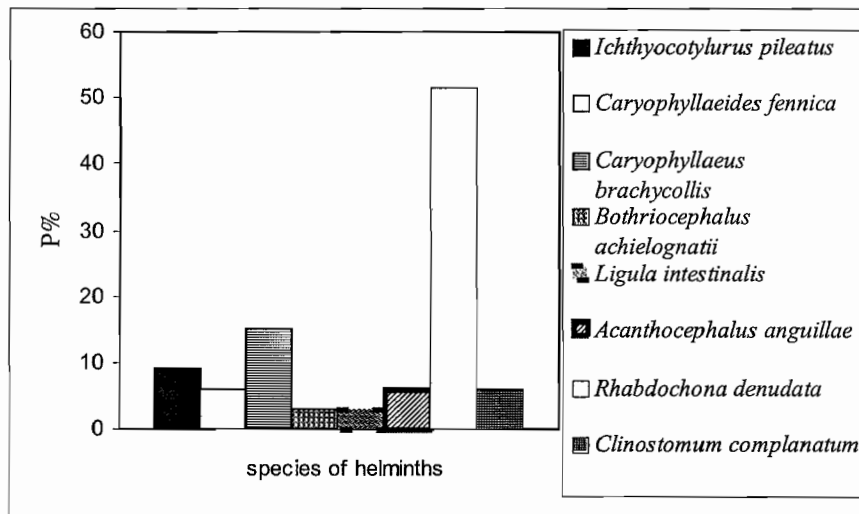 60
50
40
30
20
10
0
P%
species of helminths
Ichthyocotylurus pileatus
Caryophyllaeides fennica
Caryophyllaeus
brachycollis
Bothriocephalus
achielognatii
Ligula intestinalis
Acanthocephalus anguillae
Rhabdochona denudata
Clinostomum complanatum